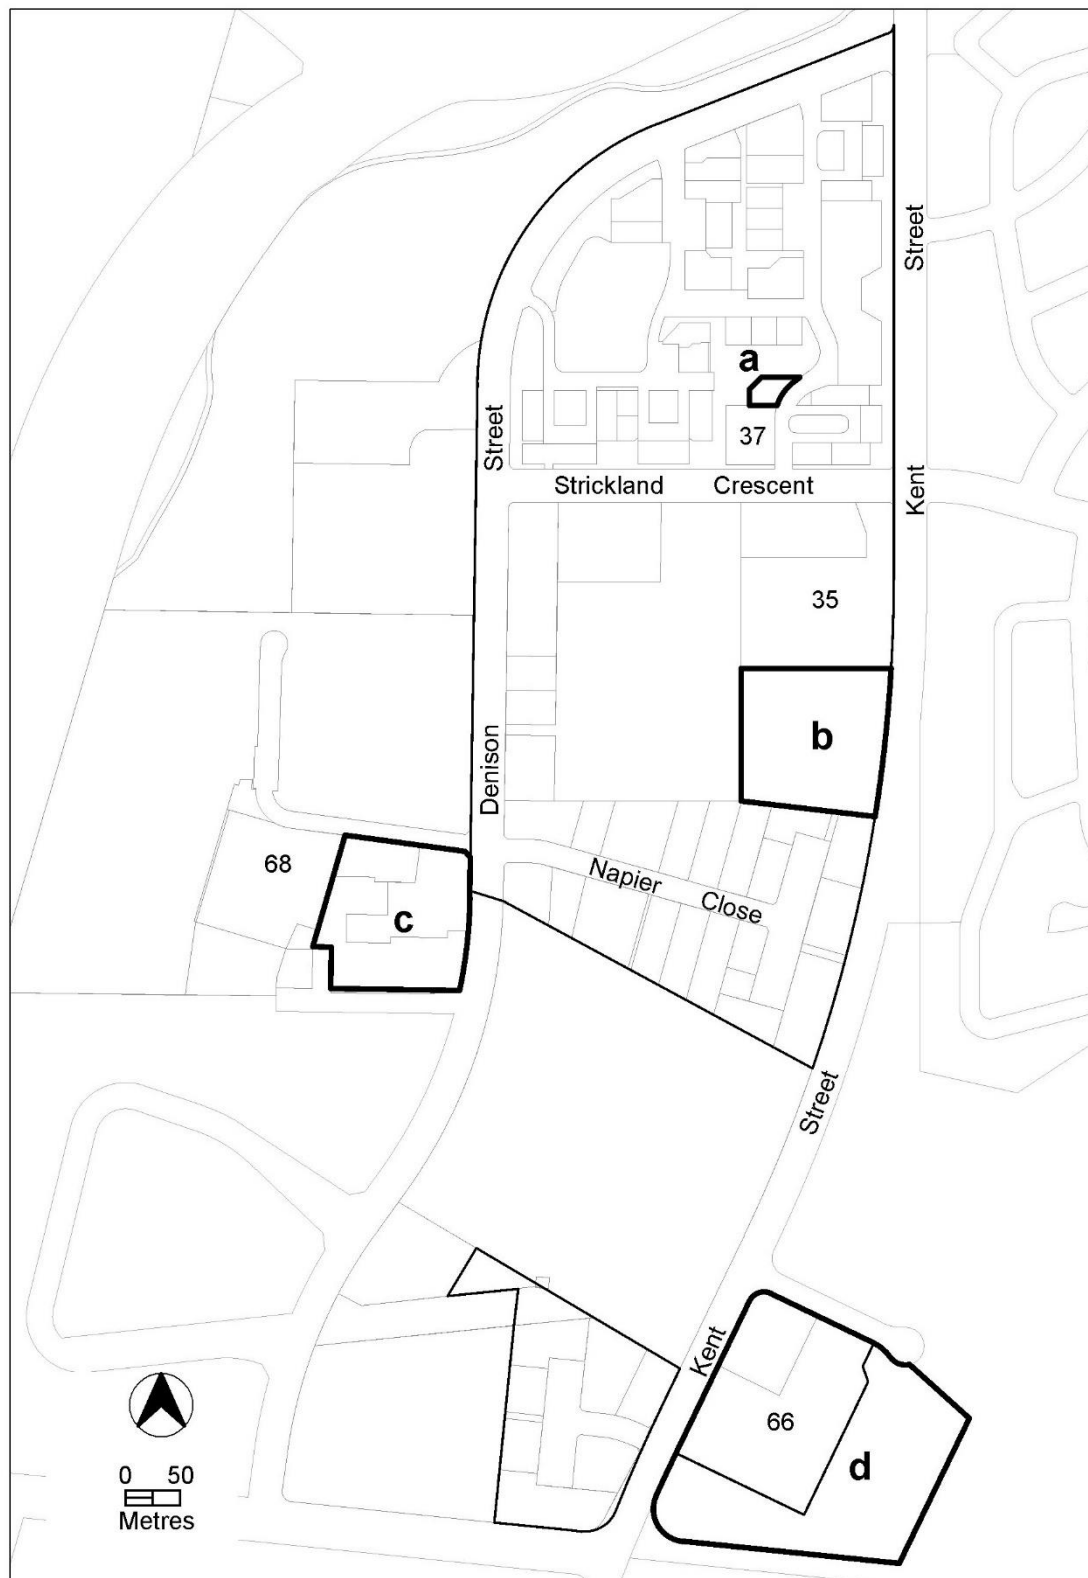 Street
a
37
Street
Strickland Crescent
Kent
35
b
Denison
68
Napier Close
c
Street
Kent
66
d
0 50
Metres